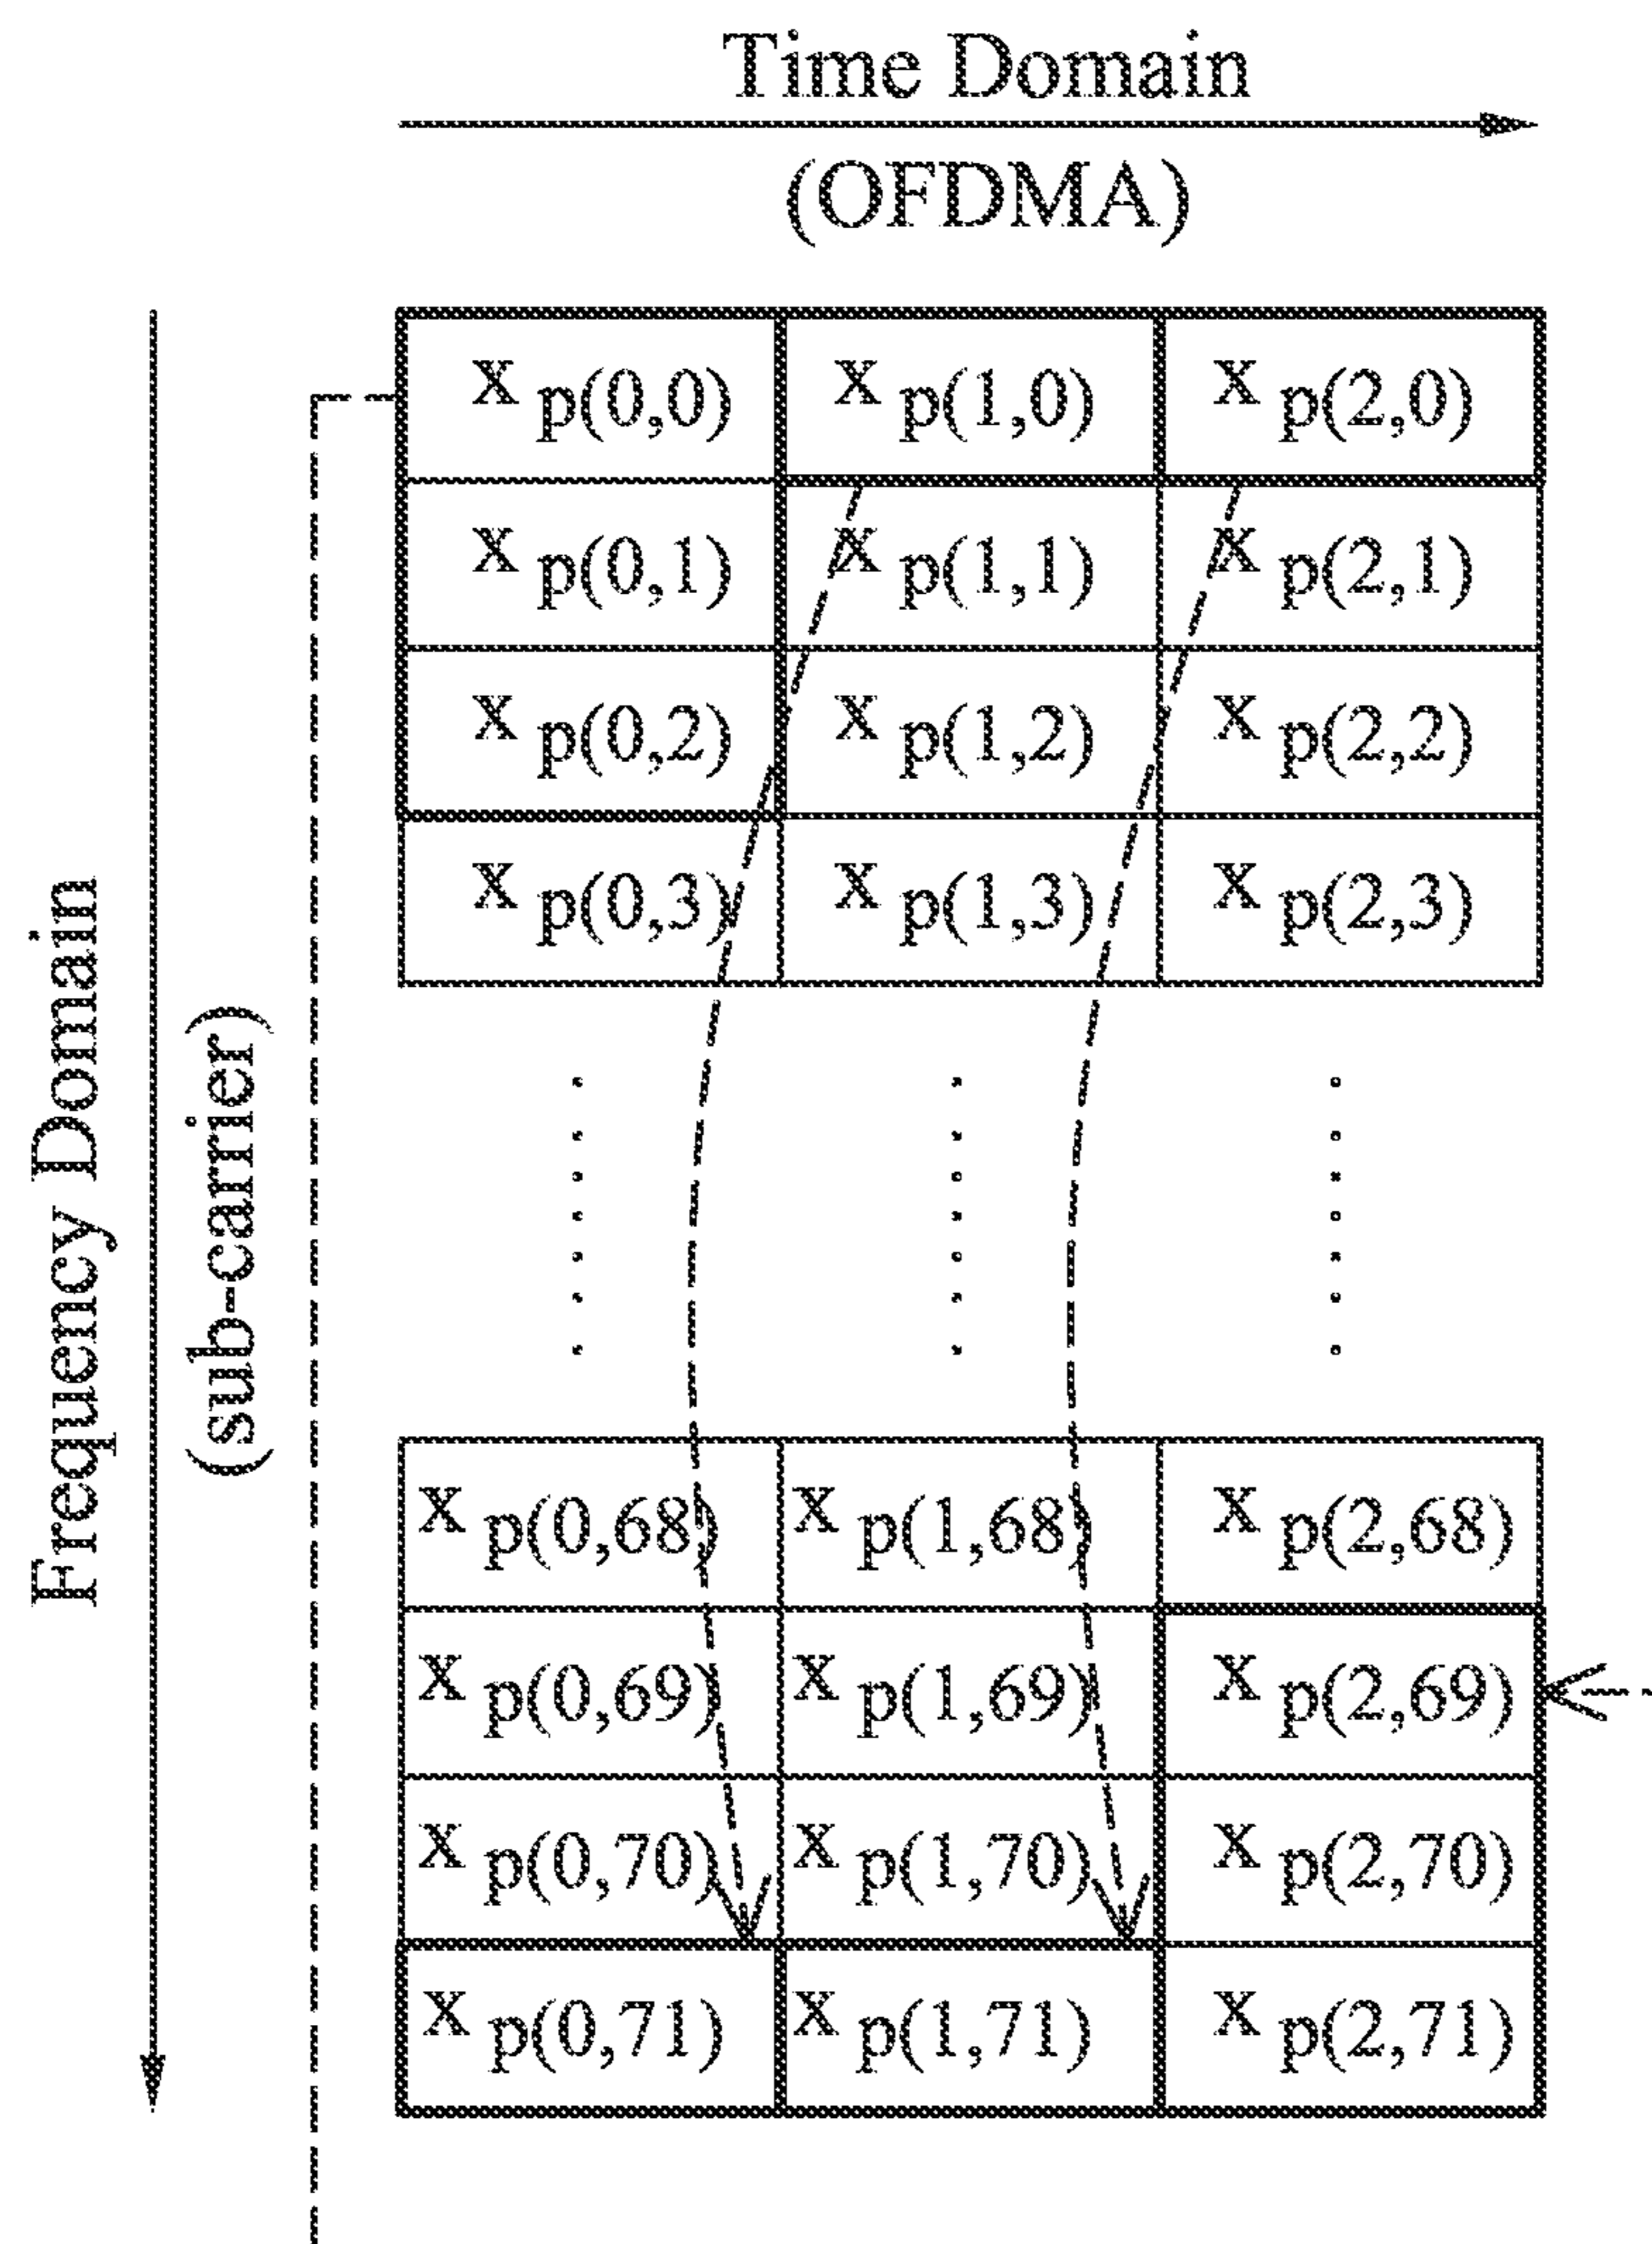 Time Domain
(OFDMA)
Frequency Domain
(sub-carrier)
X p(0,0) X p(1,0) X p(2,0)
X p(0,1) X p(1,1) X p(2,1)
X p(0,2) X p(1,2) X p(2,2)
X p(0,3) X p(1,3) X p(2,3)
X p(0,68) X p(1,68) X p(2,68)
X p(0,69) X p(1,69) X p(2,69)
X p(0,70) X p(1,70) X p(2,70)
X p(0,71) X p(1,71) X p(2,71)